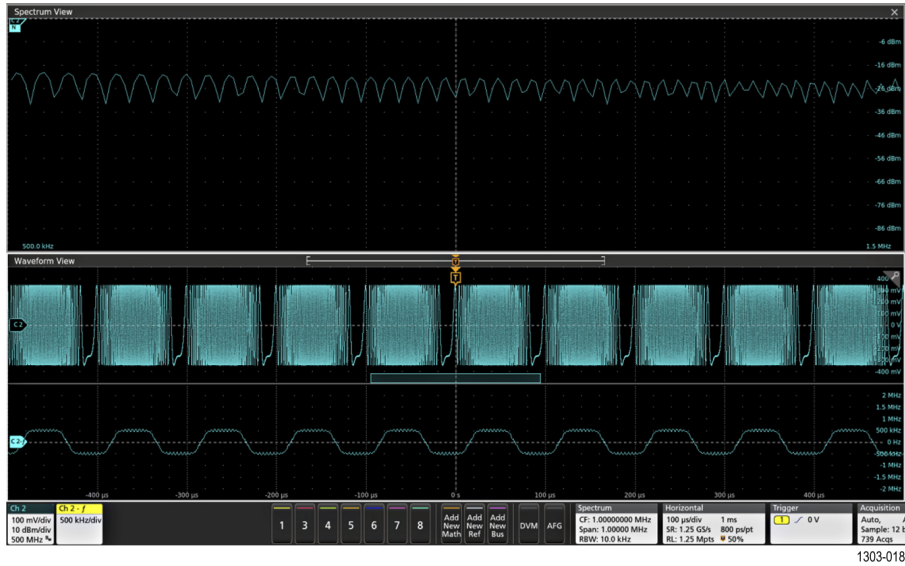 Spectrum View
C 2
-6 dBm
-16 dBm
-26 dBm
-36 dBm
-46 dBm
-56 dBm
-66 dBm
-76 dBm
-86 dBm
500.0 kHz
1.5 MHz
Waveform View
T
T
400
mV
200 mV
100 mV
C 2
0 V
-400 mV
2 MHz
1.5 MHz
1 MHz
500 kHz
C 2
0 Hz
-500 kHz
-1 MHz
-1.5 MHz
-2 MHz
-400 µs
-300 µs
-200 µs
-100 µs
0 s
100 µs
200 µs
300 µs
400 µs
Ch 2
100 mV/div
10 dBm/div
500 MHz
Ch 2 - f
500 kHz/div
1
2
3
4
5
6
7
8
Add New Math
Add New Ref
Add New Bus
DVM
AFG
Spectrum
CF: 1.00000000 MHz
Span: 1.00000 MHz
RBW: 10.0 kHz
Horizontal
100 µs/div 1 ms
SR: 1.25 GS/s 800 ps/pt
RL: 1.25 Mpts 50%
Trigger
1 0 V
Acquisition
Auto,
Sample: 12 b
739 Acqs
1303-018